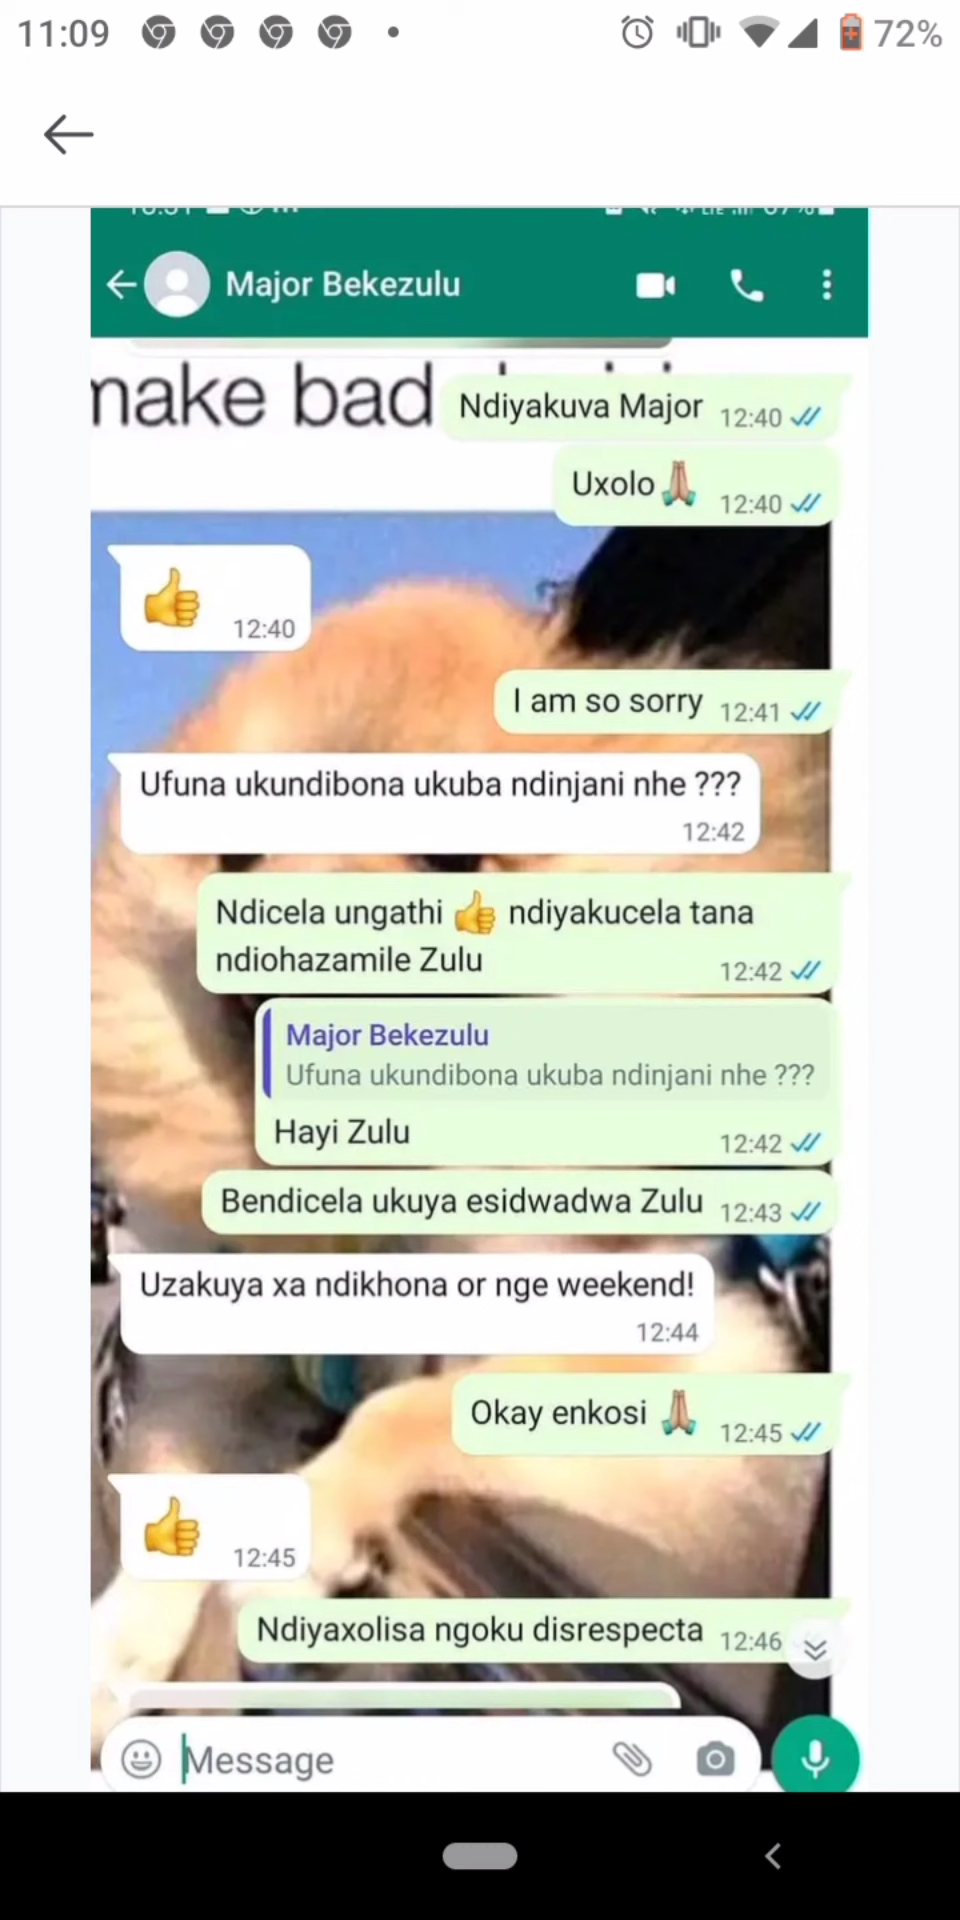 11:09
72%
Major Bekezulu
make bad
Ndiyakuva Major 12:40
Uxolo🙏 12:40
👍 12:40
I am so sorry 12:41
Ufuna ukundibona ukuba ndinjani nhe ???
12:42
Ndicela ungathi 👍 ndiyakucela tana
ndiohazamile Zulu 12:42
Major Bekezulu
Ufuna ukundibona ukuba ndinjani nhe ???
Hayi Zulu 12:42
Bendicela ukuya esidwadwa Zulu 12:43
Uzakuya xa ndikhona or nge weekend!
12:44
Okay enkosi 🙏 12:45
👍 12:45
Ndiyaxolisa ngoku disrespecta 12:46
Message